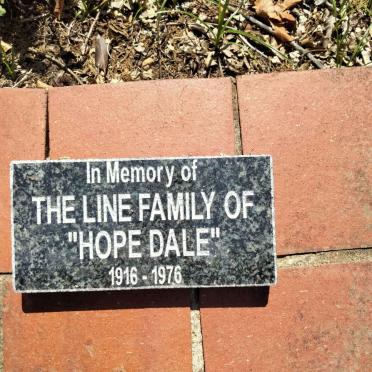 In Memory of
THE LINE FAMILY OF
"HOPE DALE"
1916 - 1976